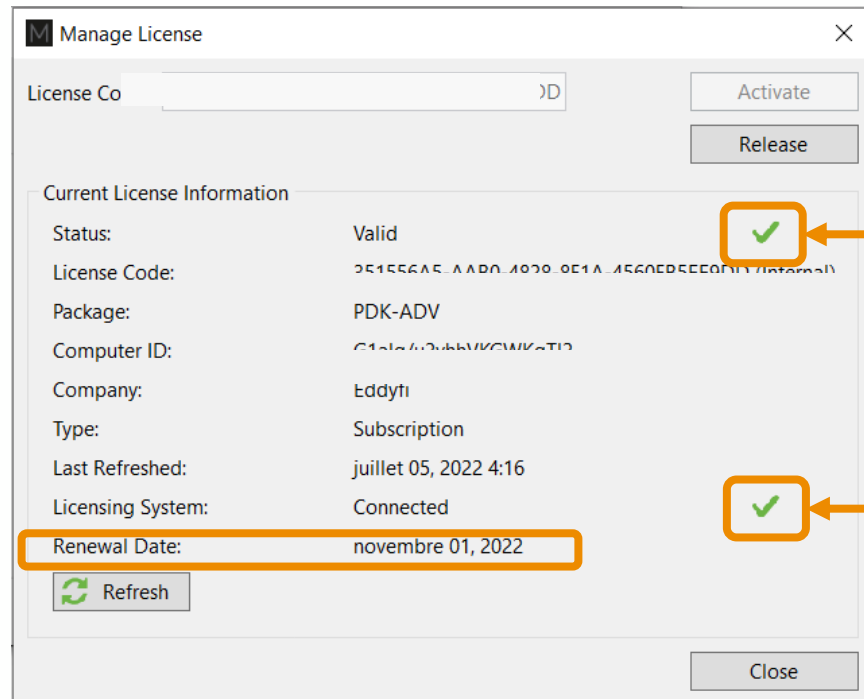 Manage License
License Co DD Activate
Release
Current License Information
Status: Valid
License Code:
Package: PDK-ADV
Computer ID:
Company: Eddyfi
Type: Subscription
Last Refreshed: juillet 05, 2022 4:16
Licensing System: Connected
Renewal Date: novembre 01, 2022
Refresh
Close